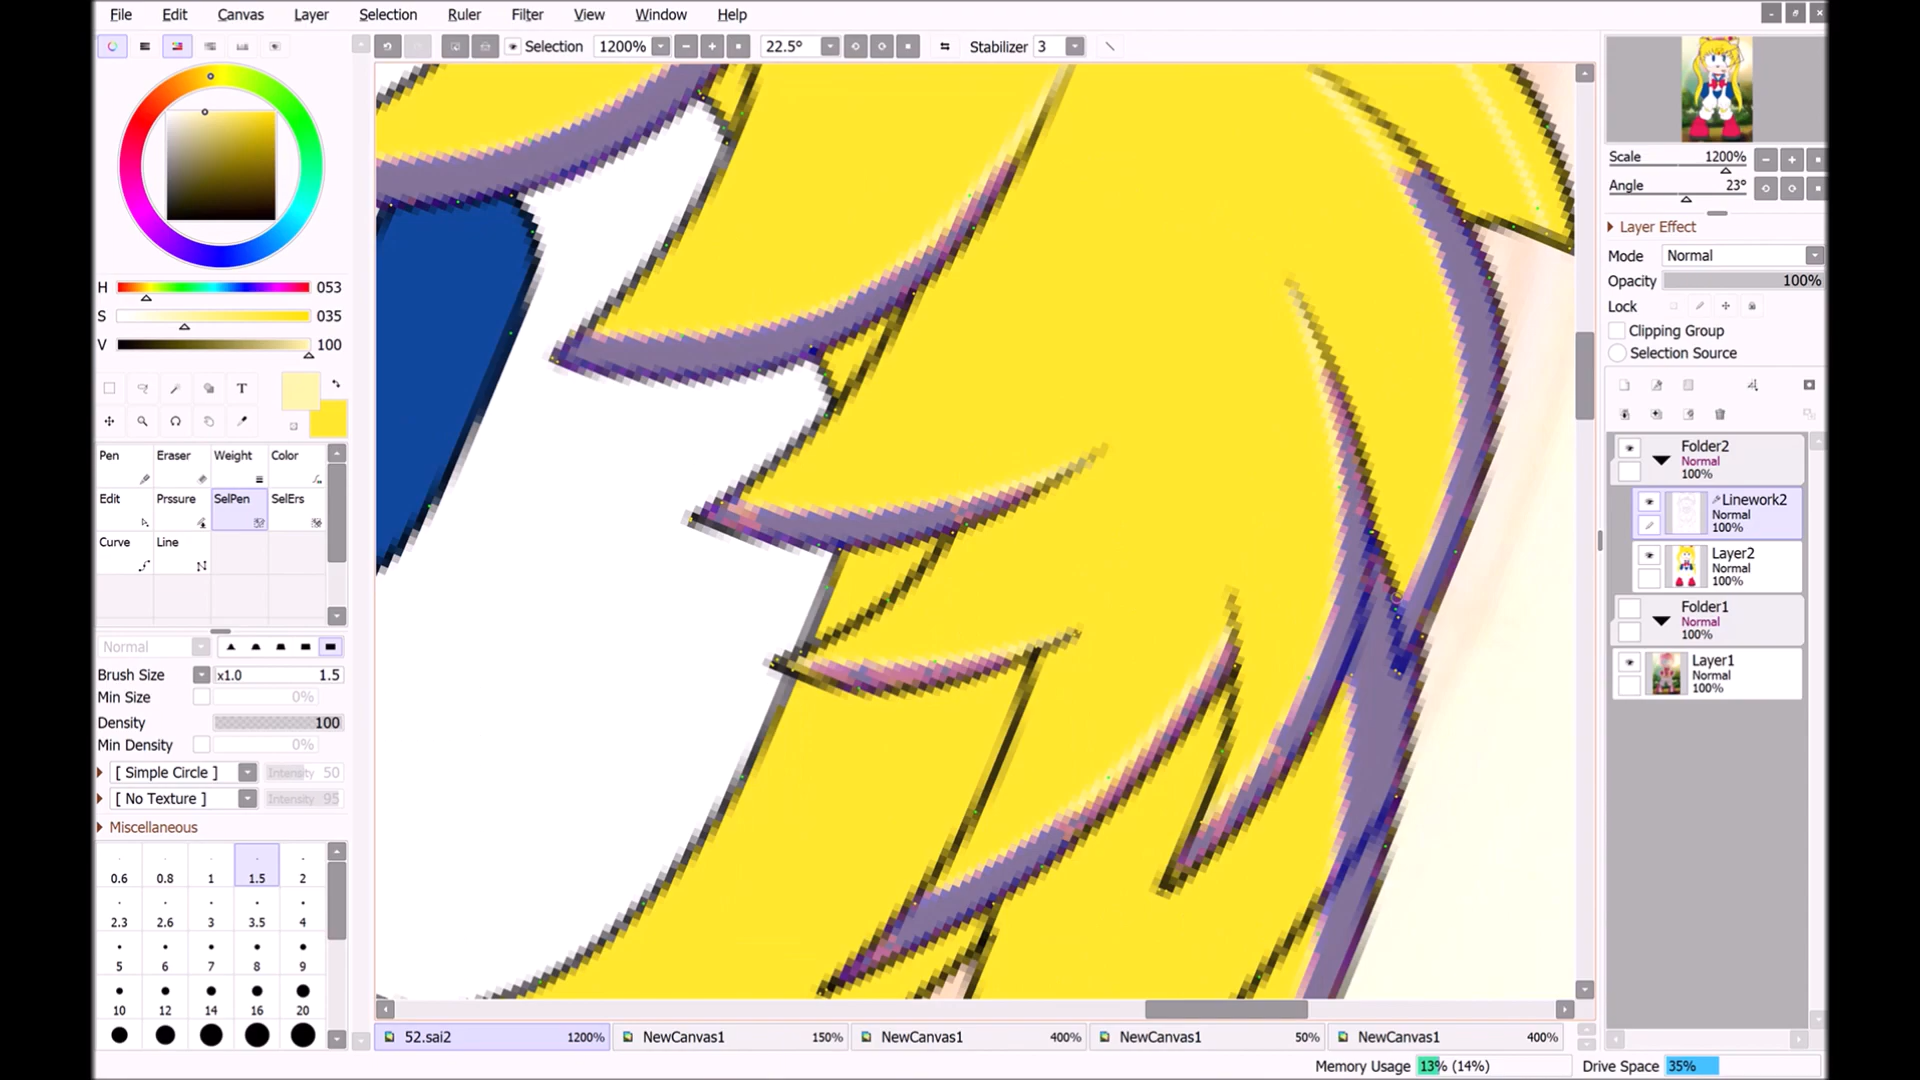 File Edit Canvas Layer Selection Ruler Filter View Window Help
Selection 1200% 22.5° Stabilizer 3
Scale 1200%
Angle 23°
Layer Effect
Mode Normal
Opacity 100%
Lock
Clipping Group
Selection Source
H 053
S 035
V 100
T
Pen Eraser Weight Color
Edit Prssure SelPen SelErs
Curve Line
Normal
Brush Size x1.0 1.5
Min Size 0%
Density 100
Min Density 0%
[ Simple Circle ] Intensity 50
[ No Texture ] Intensity 95
Miscellaneous
0.6 0.8 1 1.5 2
2.3 2.6 3 3.5 4
5 6 7 8 9
10 12 14 16 20
Folder2
Normal
100%
Linework2
Normal
100%
Layer2
Normal
100%
Folder1
Normal
100%
Layer1
Normal
100%
52.sai2 1200% NewCanvas1 150% NewCanvas1 400% NewCanvas1 50% NewCanvas1 400%
Memory Usage 13% (14%) Drive Space 35%